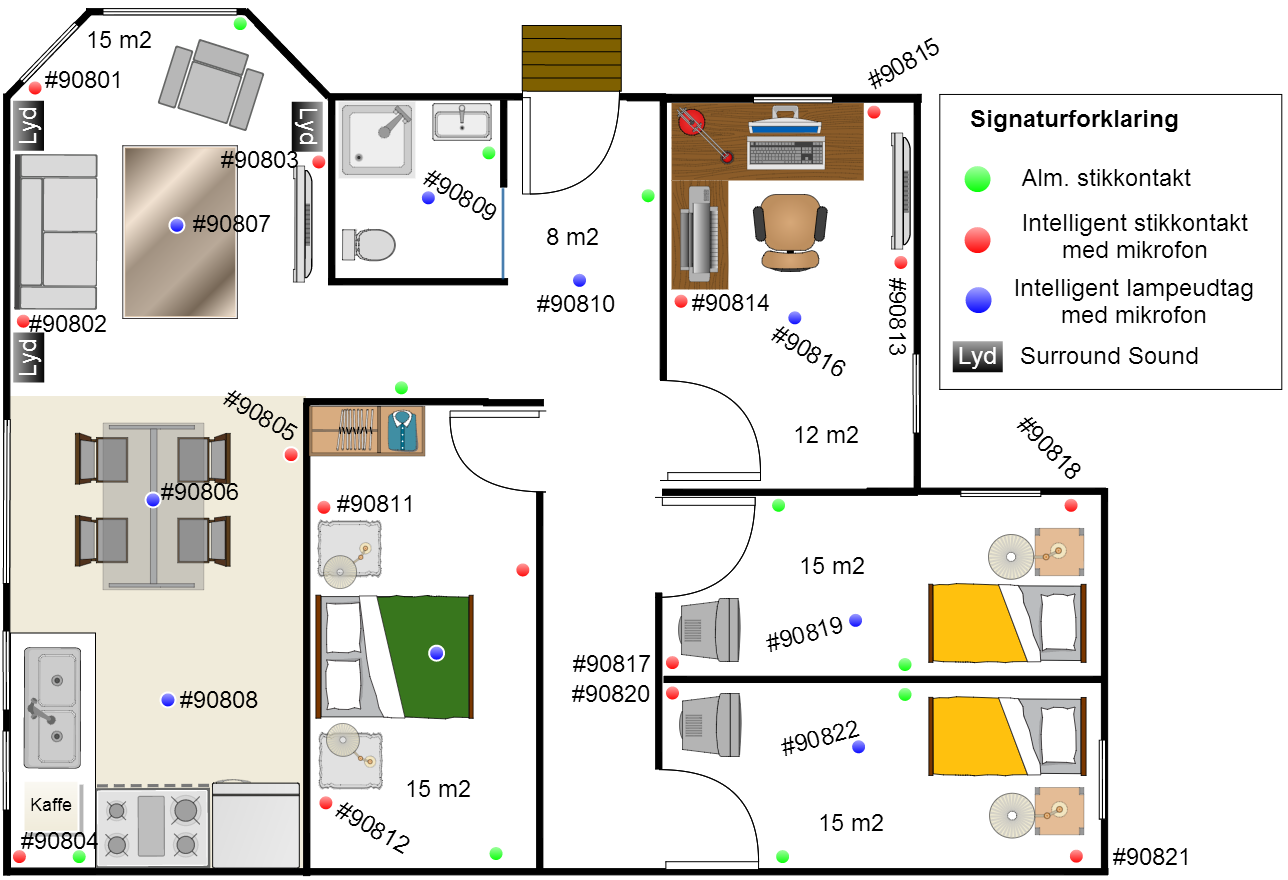 15 m2
#90801
Lyd
Lyd
#90803
#90807
#90802
Lyd
#90809
8 m2
#90810
#90815
#90814
#90816
#90813
12 m2
Signaturforklaring
Alm. stikkontakt
Intelligent stikkontakt
med mikrofon
Intelligent lampeudtag
med mikrofon
Lyd
Surround Sound
#90805
#90806
#90808
Kaffe
#90804
#90811
#90812
15 m2
#90818
15 m2
#90819
#90817
#90820
#90822
15 m2
#90821